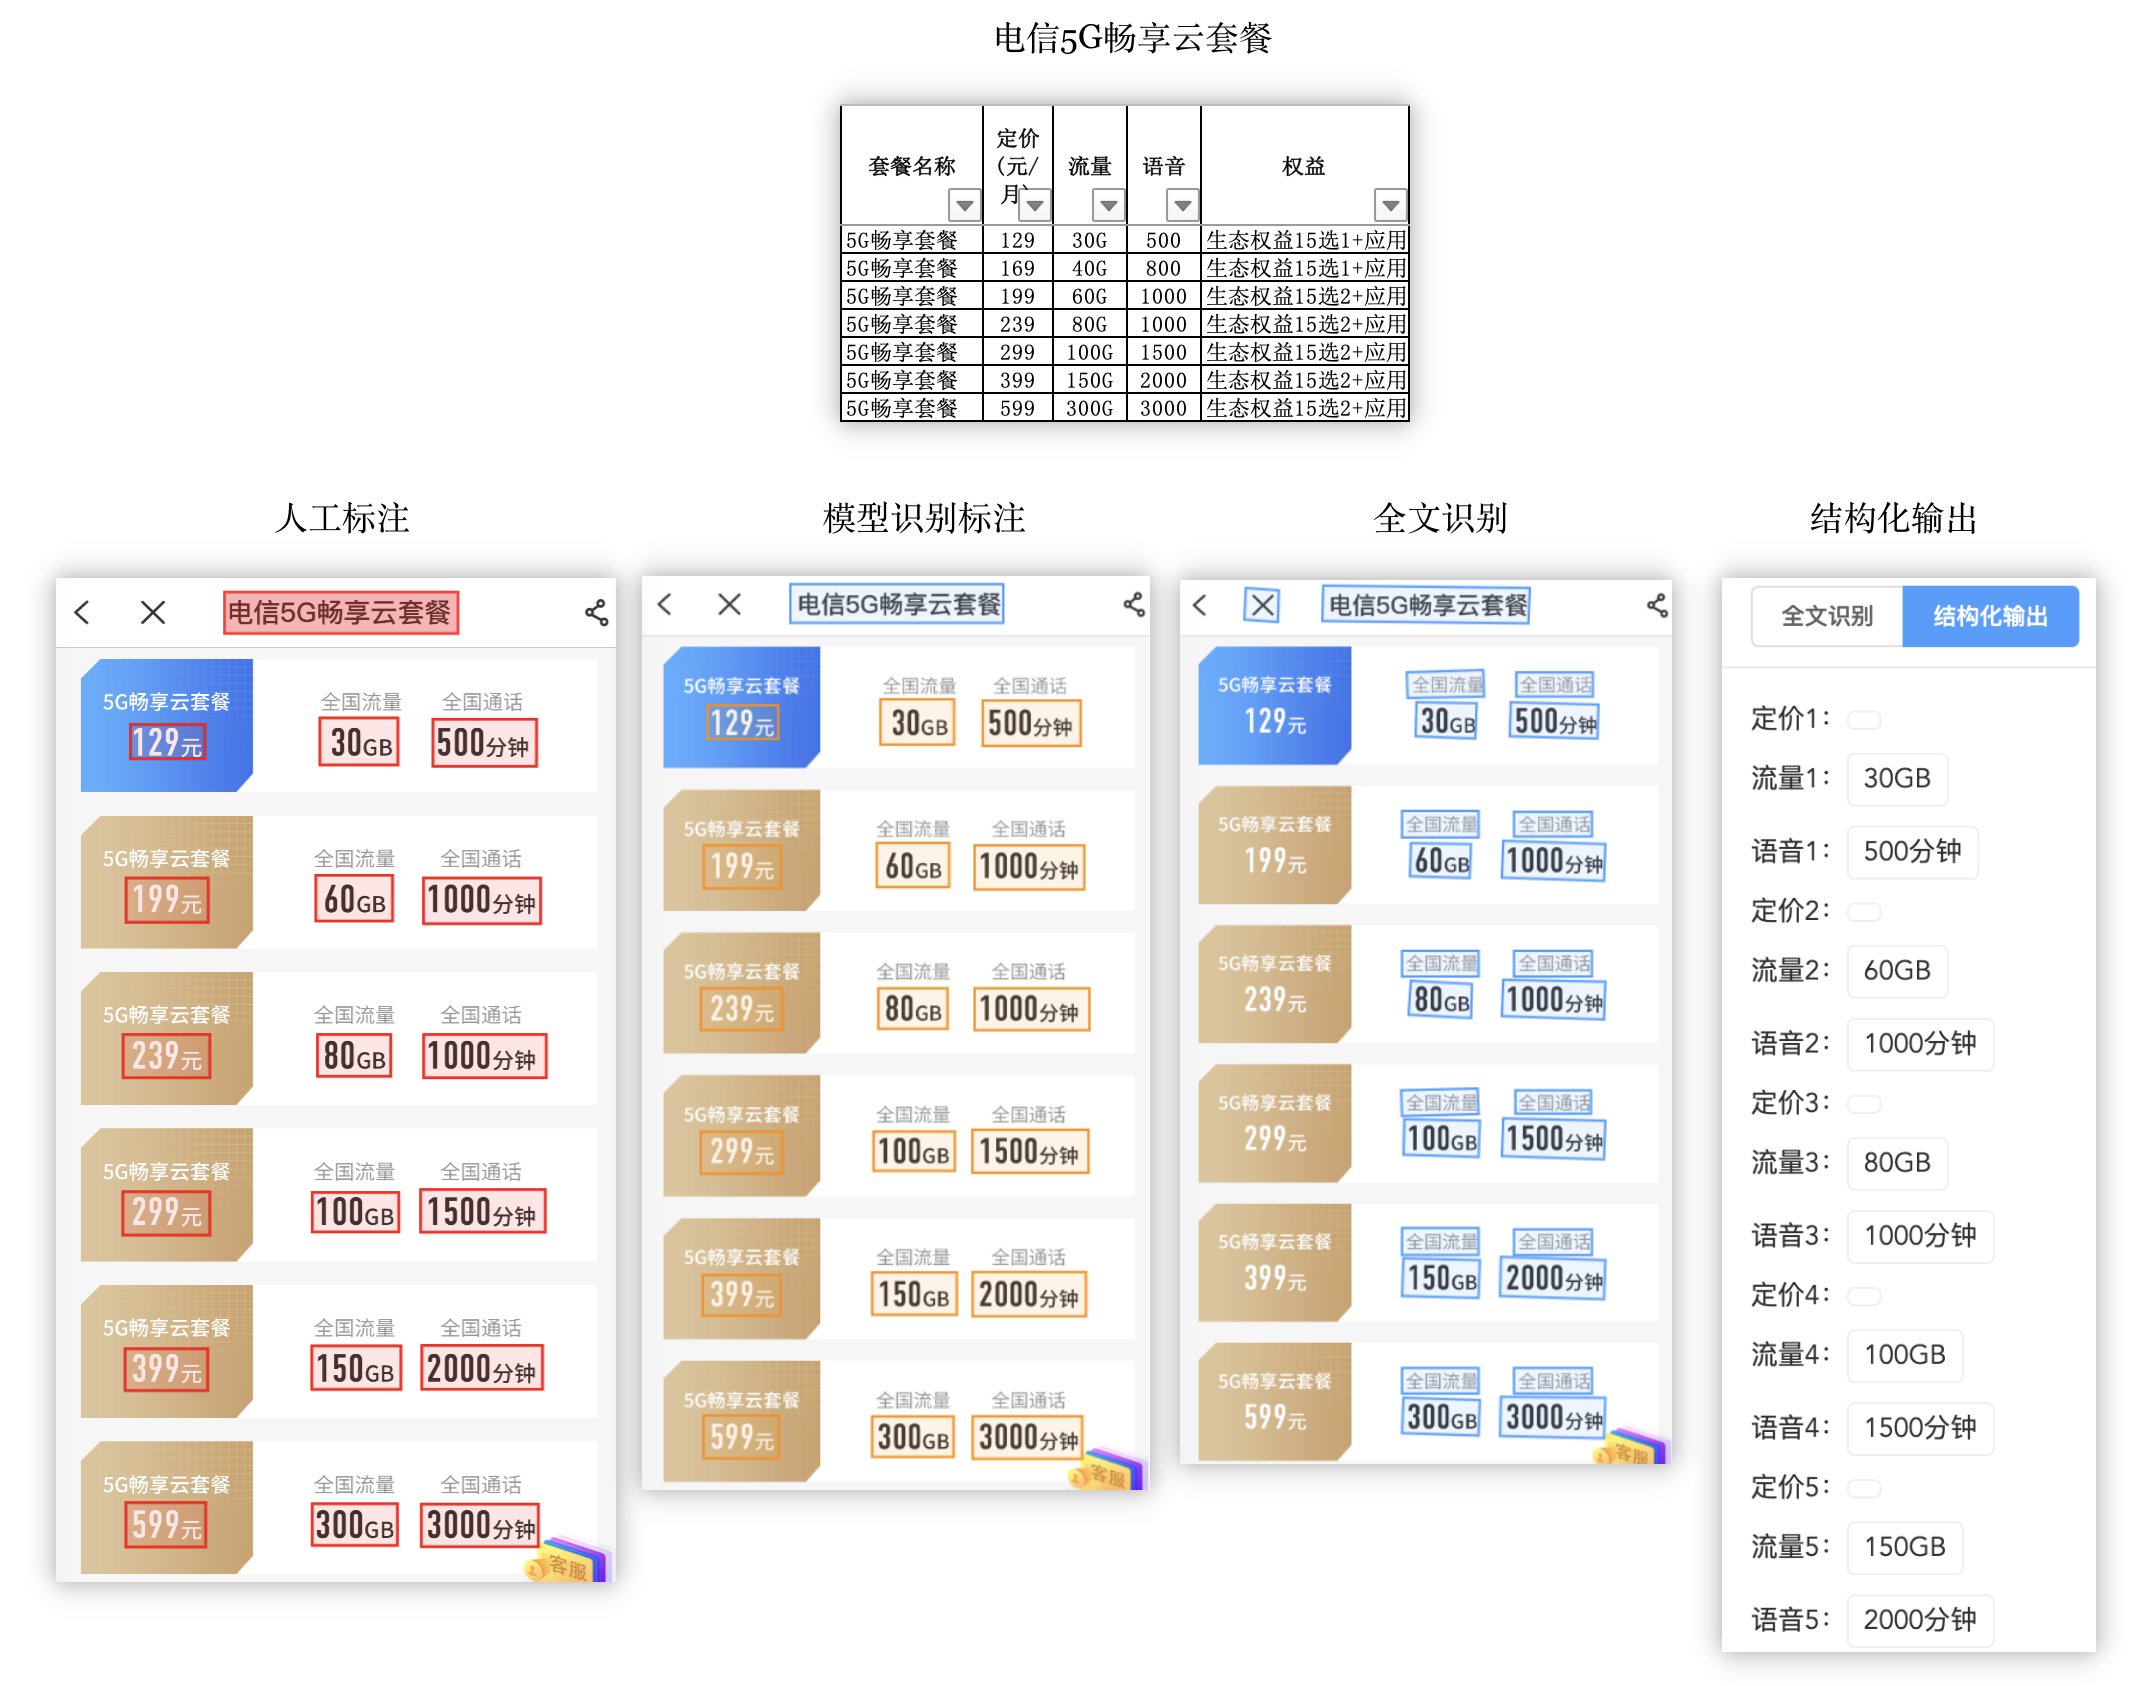 电信5G畅享云套餐
套餐名称 定价(元/月) 流量 语音 权益
5G畅享套餐 129 30G 500 生态权益15选1+应用
5G畅享套餐 169 40G 800 生态权益15选1+应用
5G畅享套餐 199 60G 1000 生态权益15选2+应用
5G畅享套餐 239 80G 1000 生态权益15选2+应用
5G畅享套餐 299 100G 1500 生态权益15选2+应用
5G畅享套餐 399 150G 2000 生态权益15选2+应用
5G畅享套餐 599 300G 3000 生态权益15选2+应用
人工标注
电信5G畅享云套餐
5G畅享云套餐 全国流量 全国通话
129元 30GB 500分钟
5G畅享云套餐 全国流量 全国通话
199元 60GB 1000分钟
5G畅享云套餐 全国流量 全国通话
239元 80GB 1000分钟
5G畅享云套餐 全国流量 全国通话
299元 100GB 1500分钟
5G畅享云套餐 全国流量 全国通话
399元 150GB 2000分钟
5G畅享云套餐 全国流量 全国通话
599元 300GB 3000分钟
客服
模型识别标注
电信5G畅享云套餐
5G畅享云套餐 全国流量 全国通话
129元 30GB 500分钟
5G畅享云套餐 全国流量 全国通话
199元 60GB 1000分钟
5G畅享云套餐 全国流量 全国通话
239元 80GB 1000分钟
5G畅享云套餐 全国流量 全国通话
299元 100GB 1500分钟
5G畅享云套餐 全国流量 全国通话
399元 150GB 2000分钟
5G畅享云套餐 全国流量 全国通话
599元 300GB 3000分钟
客服
全文识别
电信5G畅享云套餐
5G畅享云套餐 全国流量 全国通话
129元 30GB 500分钟
5G畅享云套餐 全国流量 全国通话
199元 60GB 1000分钟
5G畅享云套餐 全国流量 全国通话
239元 80GB 1000分钟
5G畅享云套餐 全国流量 全国通话
299元 100GB 1500分钟
5G畅享云套餐 全国流量 全国通话
399元 150GB 2000分钟
5G畅享云套餐 全国流量 全国通话
599元 300GB 3000分钟
客服
结构化输出
全文识别 结构化输出
定价1：
流量1： 30GB
语音1： 500分钟
定价2：
流量2： 60GB
语音2： 1000分钟
定价3：
流量3： 80GB
语音3： 1000分钟
定价4：
流量4： 100GB
语音4： 1500分钟
定价5：
流量5： 150GB
语音5： 2000分钟